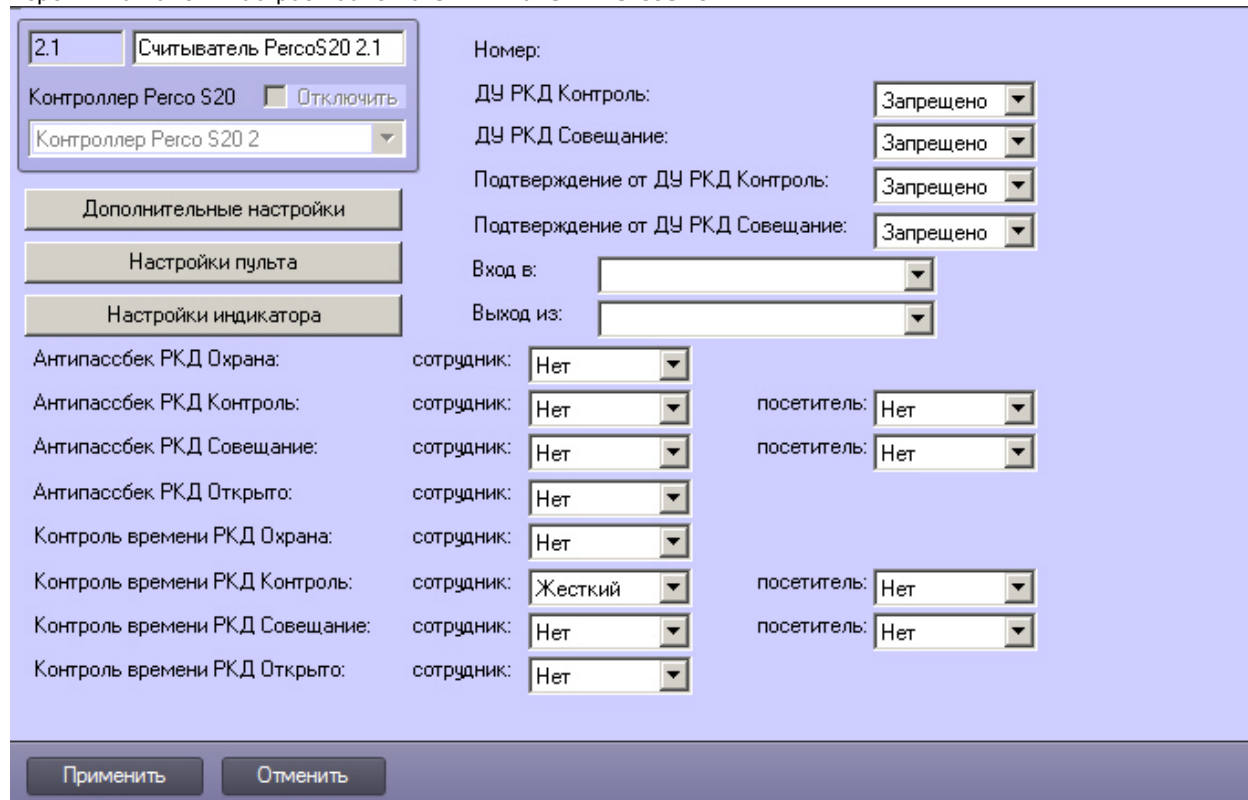 2.1 Считыватель PercoS20 2.1
Контроллер Perco S20 Отключить
Контроллер Perco S20 2
Дополнительные настройки
Настройки пульта
Настройки индикатора
Номер:
ДУ РКД Контроль: Запрещено
ДУ РКД Совещание: Запрещено
Подтверждение от ДУ РКД Контроль: Запрещено
Подтверждение от ДУ РКД Совещание: Запрещено
Вход в:
Выход из:
Антипассбек РКД Охрана: сотрудник: Нет
Антипассбек РКД Контроль: сотрудник: Нет посетитель: Нет
Антипассбек РКД Совещание: сотрудник: Нет посетитель: Нет
Антипассбек РКД Открыто: сотрудник: Нет
Контроль времени РКД Охрана: сотрудник: Нет
Контроль времени РКД Контроль: сотрудник: Жесткий посетитель: Нет
Контроль времени РКД Совещание: сотрудник: Нет посетитель: Нет
Контроль времени РКД Открыто: сотрудник: Нет
Применить Отменить